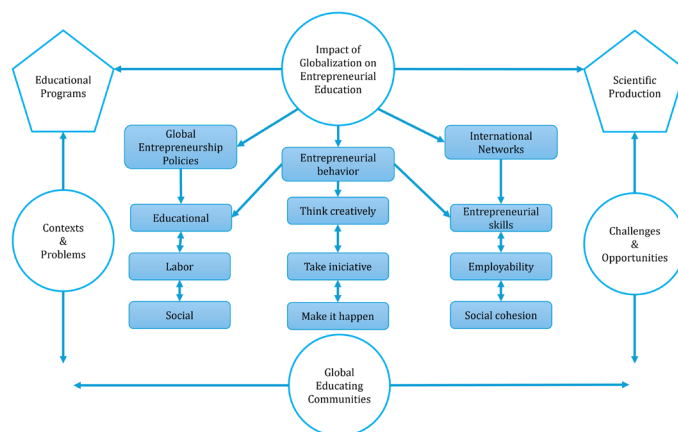 Impact of
Globalization on
Entrepreneurial
Education
Educational
Programs
Scientific
Production
Global
Entrepreneurship
Policies
Entrepreneurial
behavior
International
Networks
Educational
Think creatively
Entrepreneurial
skills
Contexts
&
Problems
Challenges
&
Opportunities
Labor
Take iniciative
Employability
Social
Make it happen
Social cohesion
Global
Educating
Communities